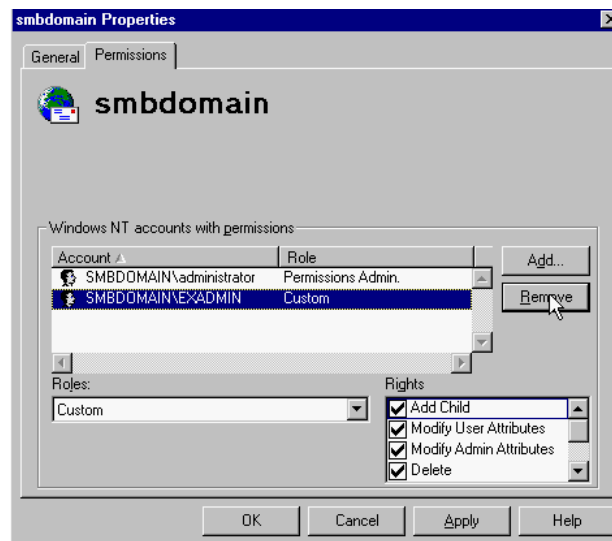 smbdomain Properties
General Permissions
smbdomain
Windows NT accounts with permissions
Account Role
SMBDOMAIN\administrator Permissions Admin.
SMBDOMAIN\EXADMIN Custom
Add...
Remove
Roles:
Custom
Rights
Add Child
Modify User Attributes
Modify Admin Attributes
Delete
OK Cancel Apply Help